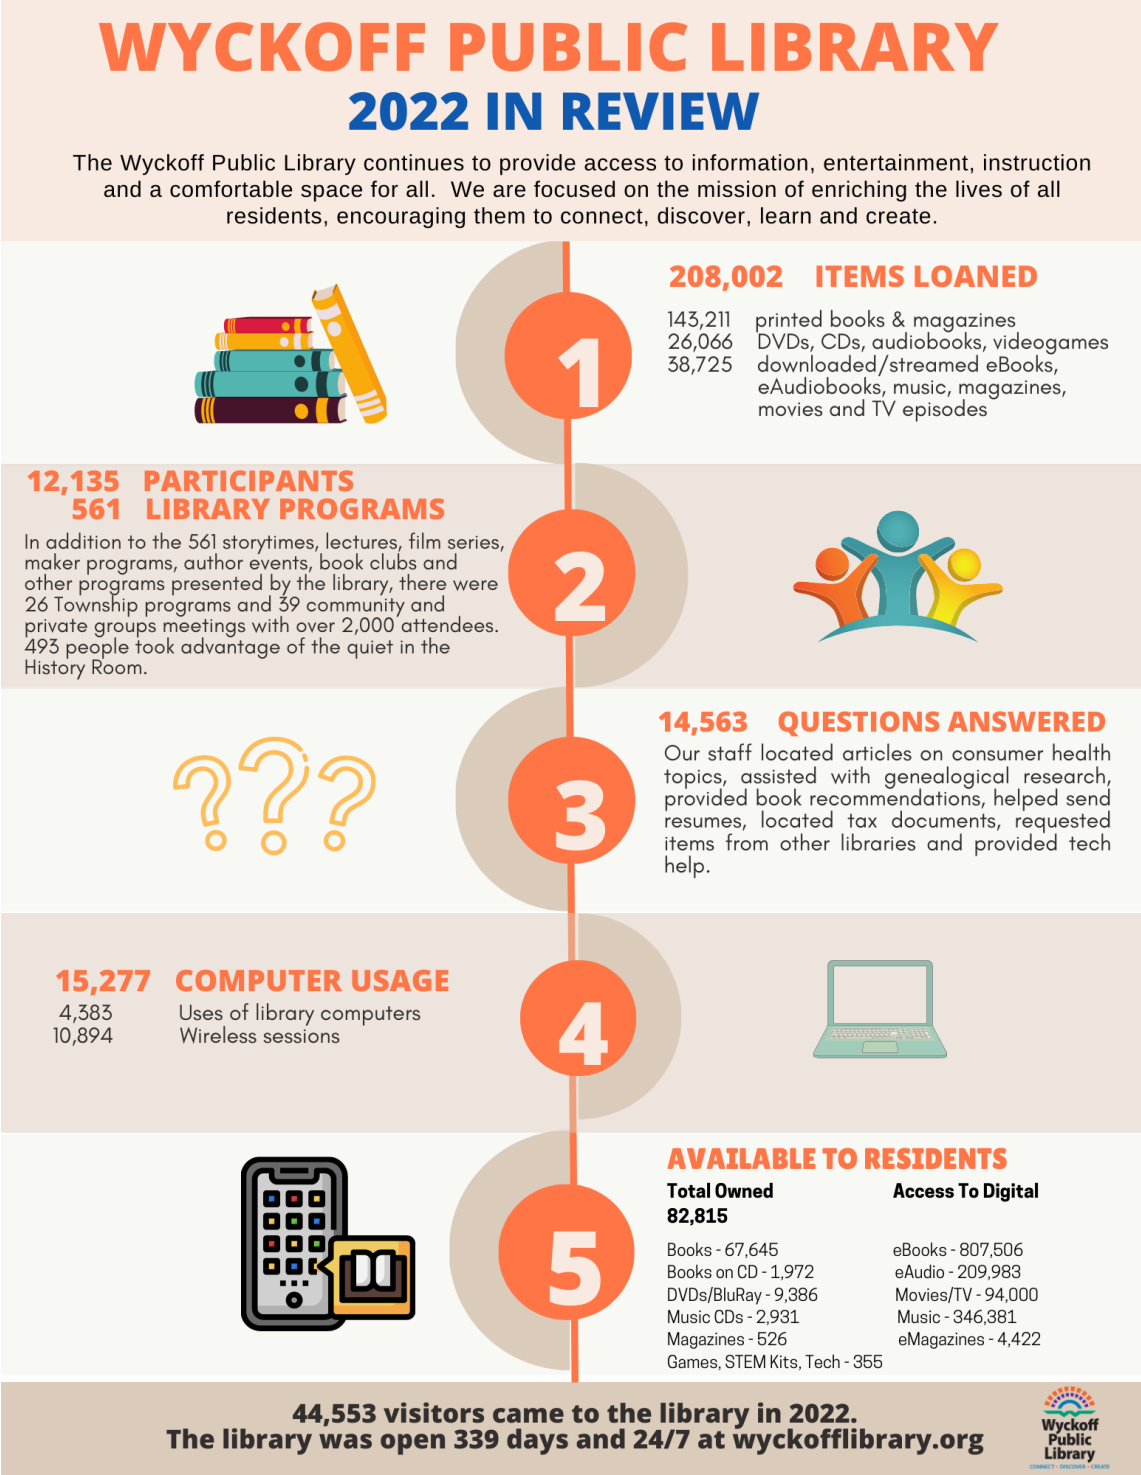 WYCKOFF PUBLIC LIBRARY
2022 IN REVIEW
The Wyckoff Public Library continues to provide access to information, entertainment, instruction
and a comfortable space for all. We are focused on the mission of enriching the lives of all
residents, encouraging them to connect, discover, learn and create.
1
208,002 ITEMS LOANED
143,211 printed books & magazines
26,066 DVDs, CDs, audiobooks, videogames
38,725 downloaded/streamed eBooks,
eAudiobooks, music, magazines,
movies and TV episodes
12,135 PARTICIPANTS
561 LIBRARY PROGRAMS
In addition to the 561 storytimes, lectures, film series,
maker programs, author events, book clubs and
other programs presented by the library, there were
26 Township programs and 39 community and
private groups meetings with over 2,000 attendees.
493 people took advantage of the quiet in the
History Room.
2
3
14,563 QUESTIONS ANSWERED
Our staff located articles on consumer health
topics, assisted with genealogical research,
provided book recommendations, helped send
resumes, located tax documents, requested
items from other libraries and provided tech
help.
15,277 COMPUTER USAGE
4,383 Uses of library computers
10,894 Wireless sessions
4
5
AVAILABLE TO RESIDENTS
Total Owned
82,815
Books - 67,645
Books on CD - 1,972
DVDs/BluRay - 9,386
Music CDs - 2,931
Magazines - 526
Games, STEM Kits, Tech - 355
Access To Digital
eBooks - 807,506
eAudio - 209,983
Movies/TV - 94,000
Music - 346,381
eMagazines - 4,422
44,553 visitors came to the library in 2022.
The library was open 339 days and 24/7 at wyckofflibrary.org
Wyckoff
Public
Library
CONNECT • DISCOVER • CREATE